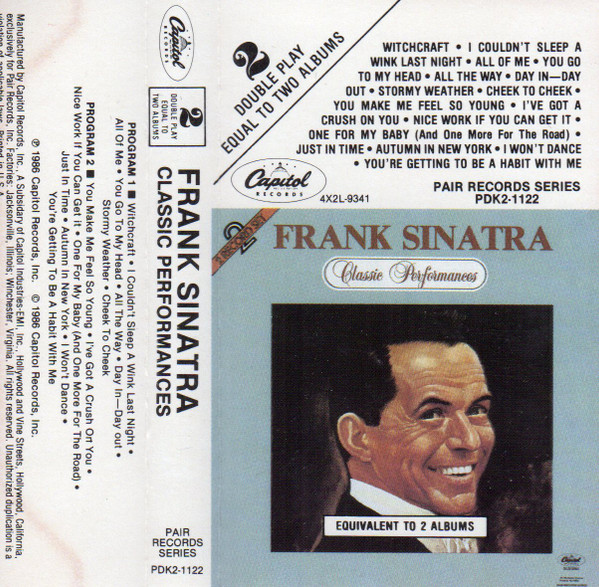 Manufactured by Capitol Records, Inc., A Subsidiary of Capitol Industries-EMI, Inc., Hollywood and Vine Streets, Hollywood, California,
exclusively for Pair Records, Inc. Factories: Jacksonville, Illinois; Winchester, Virginia. All rights reserved. Unauthorized duplication is a
violation of applicable laws. Printed in U.S.A.
℗ 1986 Capitol Records, Inc. © 1986 Capitol Records, Inc.
PROGRAM 1 ■ Witchcraft • I Couldn't Sleep A Wink Last Night •
All Of Me • You Go To My Head • All The Way • Day In—Day out •
Stormy Weather • Cheek To Cheek
PROGRAM 2 ■ You Make Me Feel So Young • I've Got A Crush On You •
Nice Work If You Can Get It • One For My Baby (And One More For The Road) •
Just In Time • Autumn In New York • I Won't Dance •
You're Getting To Be A Habit With Me
Capitol
RECORDS
2
DOUBLE PLAY
EQUAL TO
TWO ALBUMS
FRANK SINATRA
CLASSIC PERFORMANCES
PAIR
RECORDS
SERIES
PDK2-1122
2
DOUBLE PLAY
EQUAL TO TWO ALBUMS
WITCHCRAFT • I COULDN'T SLEEP A
WINK LAST NIGHT • ALL OF ME • YOU GO
TO MY HEAD • ALL THE WAY • DAY IN—DAY
OUT • STORMY WEATHER • CHEEK TO CHEEK •
YOU MAKE ME FEEL SO YOUNG • I'VE GOT A
CRUSH ON YOU • NICE WORK IF YOU CAN GET IT •
ONE FOR MY BABY (And One More For The Road) •
JUST IN TIME • AUTUMN IN NEW YORK • I WON'T DANCE
• YOU'RE GETTING TO BE A HABIT WITH ME
Capitol
RECORDS
4X2L-9341
PAIR RECORDS SERIES
PDK2-1122
2
RECORD SET
FRANK SINATRA
Classic Performances
EQUIVALENT TO 2 ALBUMS
Capitol